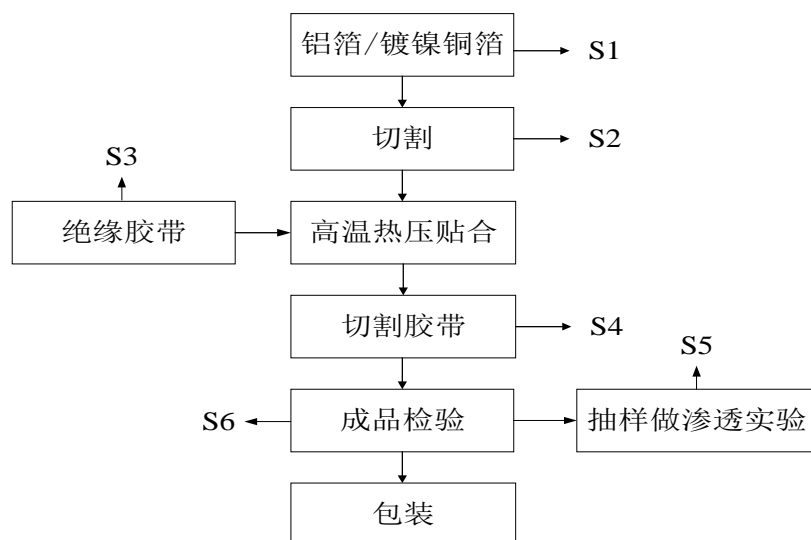 铝箔/镀镍铜箔
S1
切割
S2
S3
绝缘胶带
高温热压贴合
切割胶带
S4
S5
S6
成品检验
抽样做渗透实验
包装